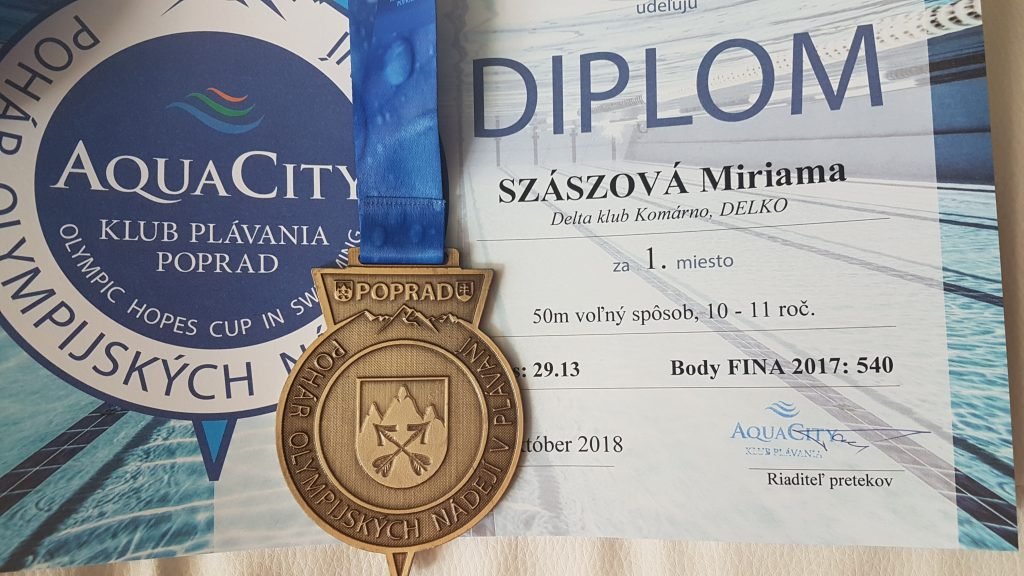 udeľujú
DIPLOM
SZÁSZOVÁ Miriama
Delta klub Komárno, DELKO
za 1. miesto
50m voľný spôsob, 10 - 11 roč.
: 29.13
Body FINA 2017: 540
któber 2018
AQUACITY
KLUB PLÁVANIA
Riaditeľ pretekov
POHÁR OLYMPIJSKÝCH
AQUACITY
KLUB PLÁVANIA
POPRAD
OLYMPIC HOPES CUP IN SWIMMING
POPRAD
POHÁR OLYMPIJSKÝCH NÁDEJÍ V PLÁVANÍ